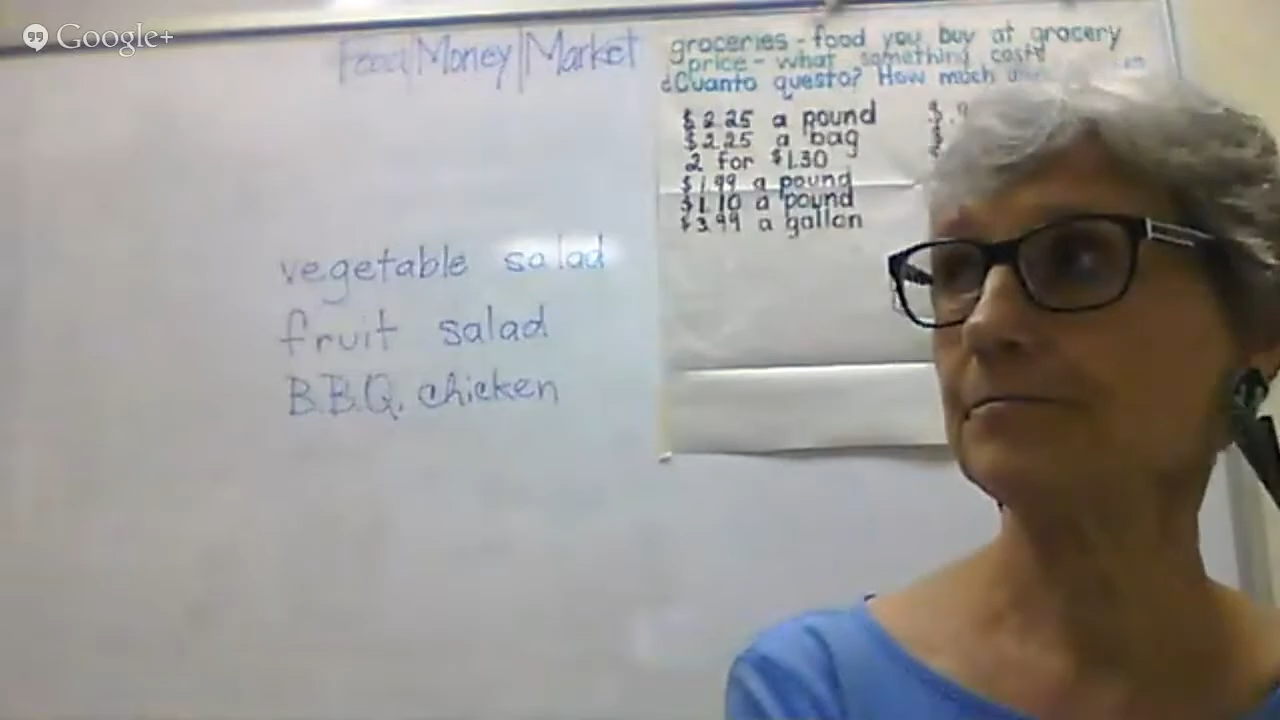 Google+
Food|Money|Market
groceries - food you buy at grocery
price - what something costs
¿Cuanto questo? How much
$2.25 a pound
$2.25 a bag
2 for $1.30
$1.99 a pound
$1.10 a pound
$3.99 a gallon
$.9
$
vegetable salad
fruit salad
B.B.Q. chicken